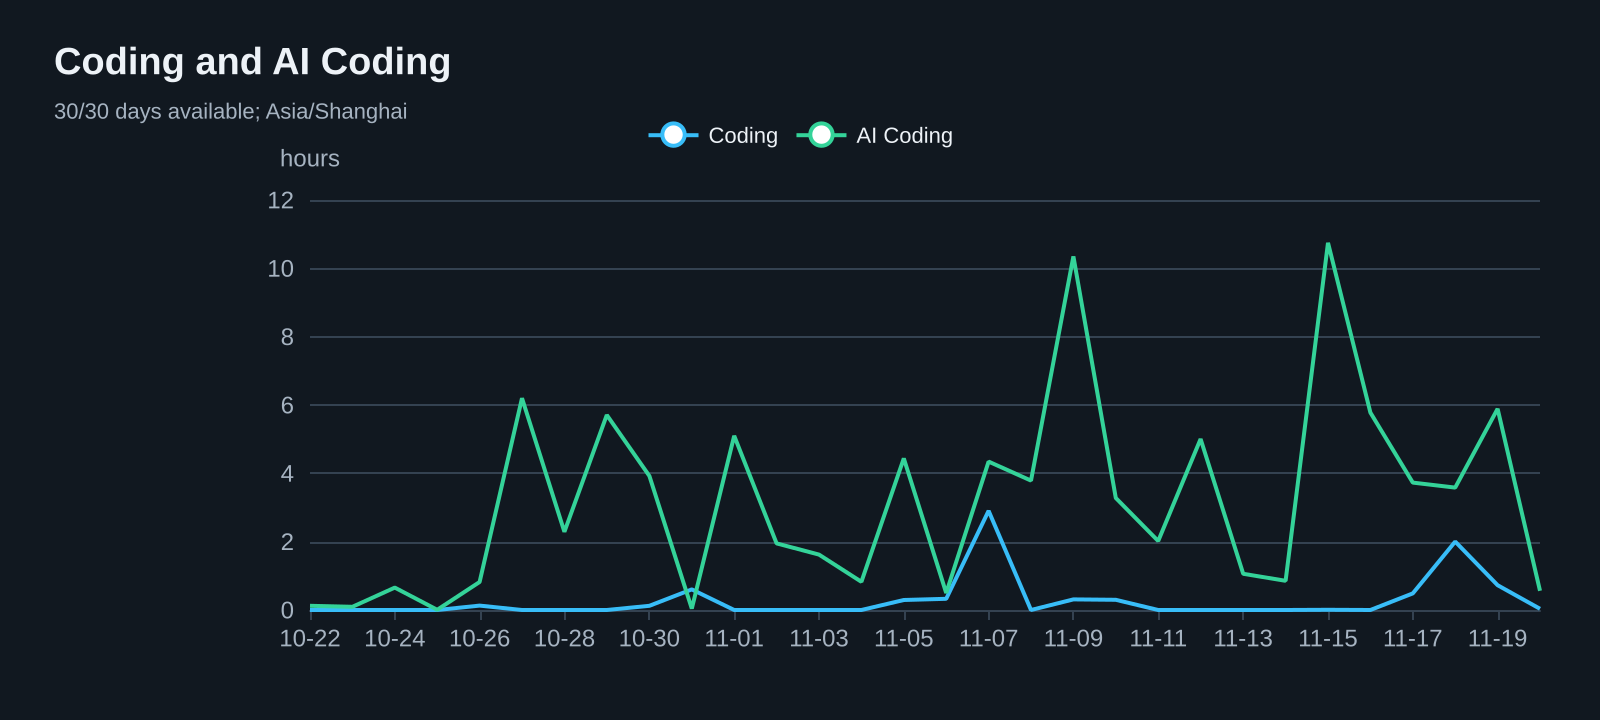 Coding and AI Coding
30/30 days available; Asia/Shanghai
Coding AI Coding
hours
12
10
8
6
4
2
0
10-22 10-24 10-26 10-28 10-30 11-01 11-03 11-05 11-07 11-09 11-11 11-13 11-15 11-17 11-19